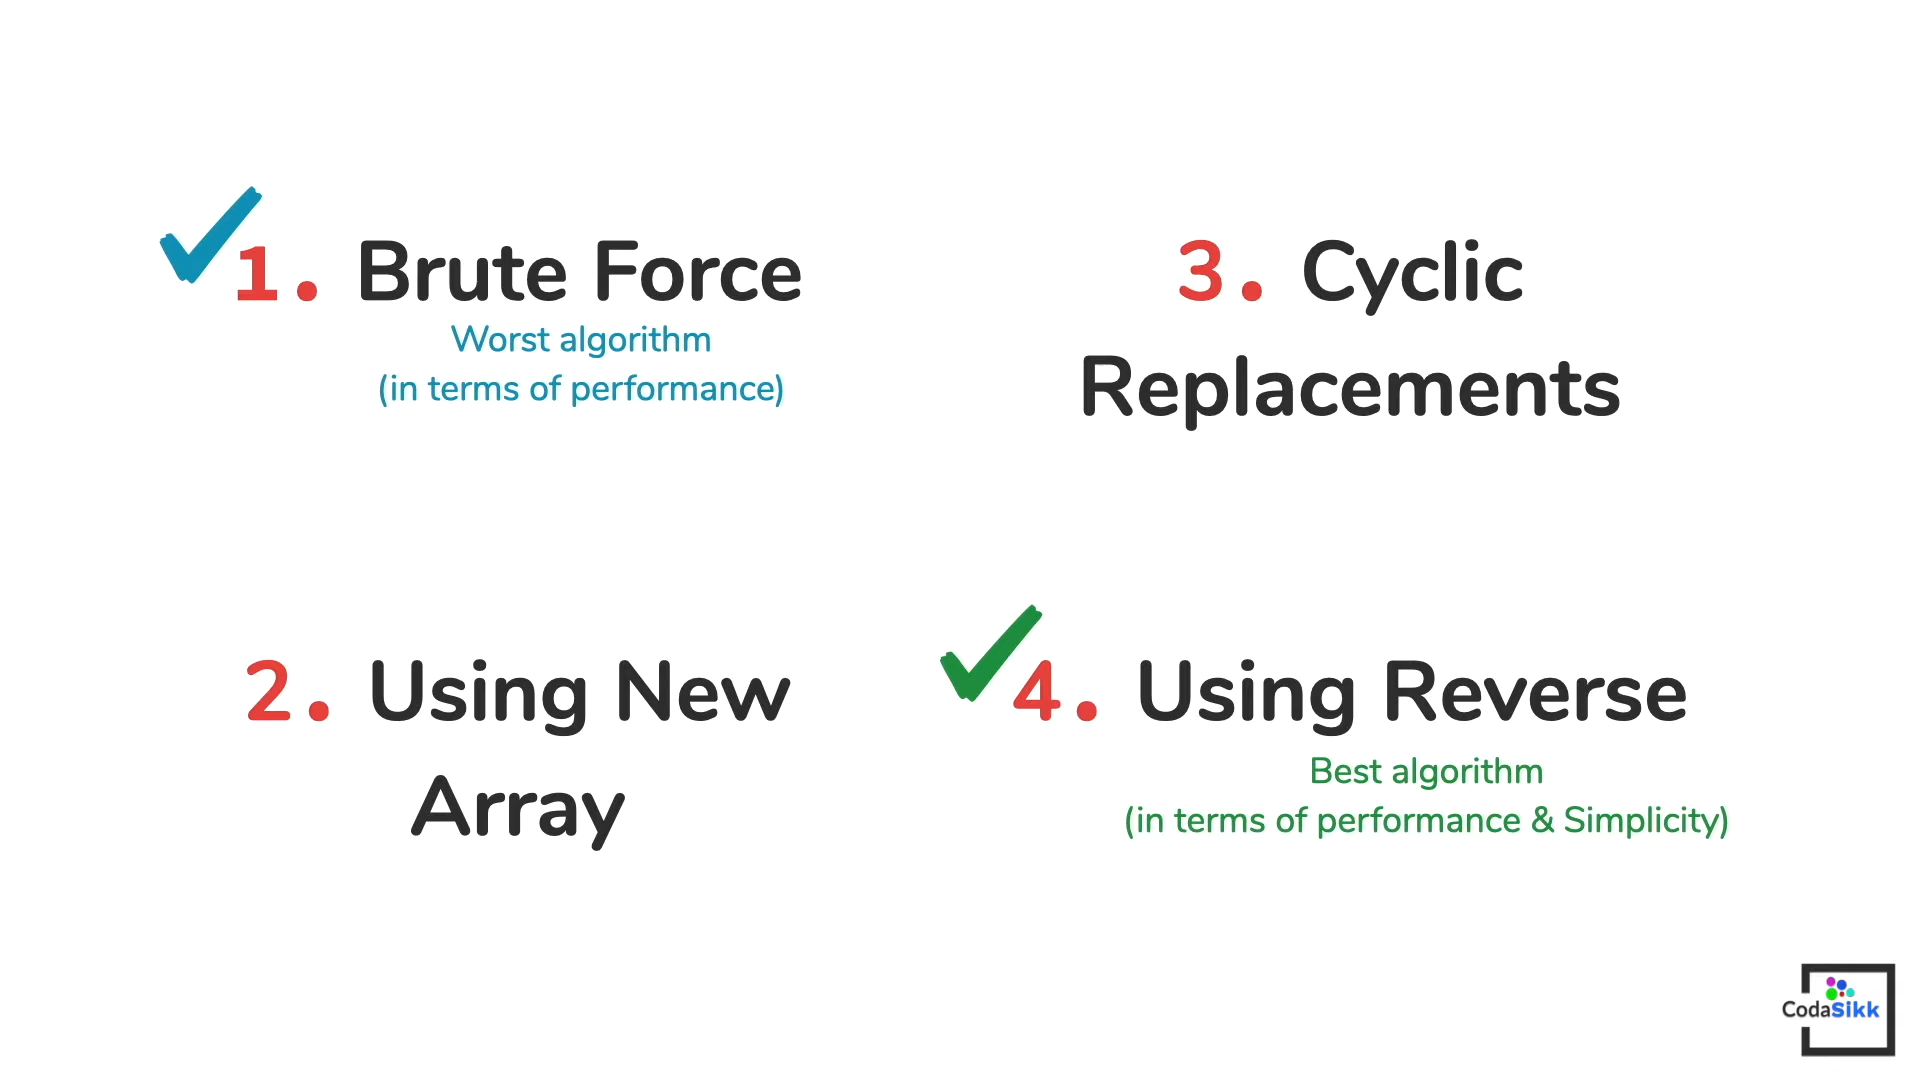 1. Brute Force
Worst algorithm
(in terms of performance)
2. Using New
Array
3. Cyclic
Replacements
4. Using Reverse
Best algorithm
(in terms of performance & Simplicity)
CodaSikk